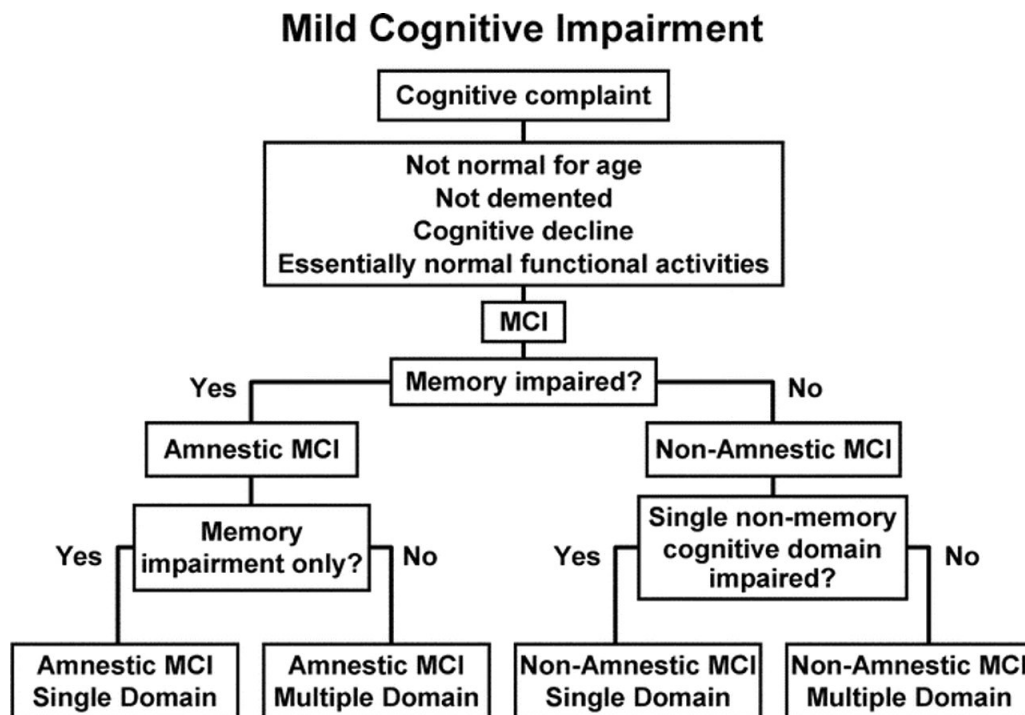 Mild Cognitive Impairment
Cognitive complaint
Not normal for age
Not demented
Cognitive decline
Essentially normal functional activities
MCI
Yes
Memory impaired?
No
Amnestic MCI
Non-Amnestic MCI
Yes
Memory
impairment only?
No
Yes
Single non-memory
cognitive domain
impaired?
No
Amnestic MCI
Single Domain
Amnestic MCI
Multiple Domain
Non-Amnestic MCI
Single Domain
Non-Amnestic MCI
Multiple Domain